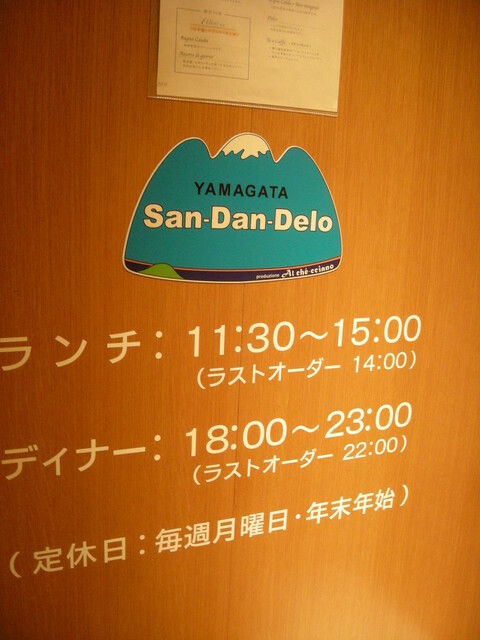 YAMAGATA
San-Dan-Delo
produzione Al ché-cciano
ランチ: 11:30～15:00
(ラストオーダー 14:00)
ディナー: 18:00～23:00
(ラストオーダー 22:00)
(定休日:毎週月曜日・年末年始)